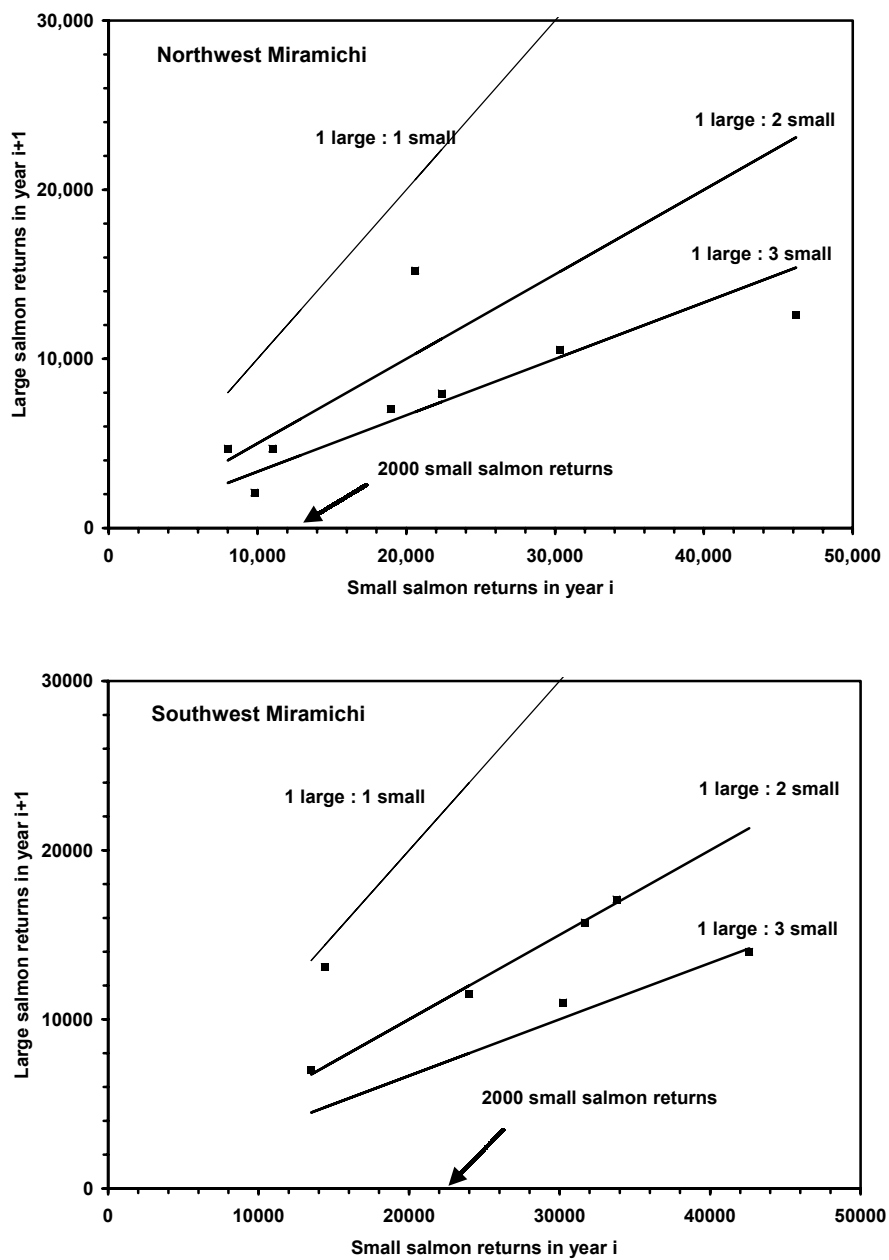 30,000
Northwest Miramichi
1 large : 1 small
1 large : 2 small
20,000
1 large : 3 small
10,000
2000 small salmon returns
0
0 10,000 20,000 30,000 40,000 50,000
Small salmon returns in year i
Large salmon returns in year i+1
30000
Southwest Miramichi
1 large : 1 small
1 large : 2 small
20000
1 large : 3 small
10000
2000 small salmon returns
0
0 10000 20000 30000 40000 50000
Small salmon returns in year i
Large salmon returns in year i+1